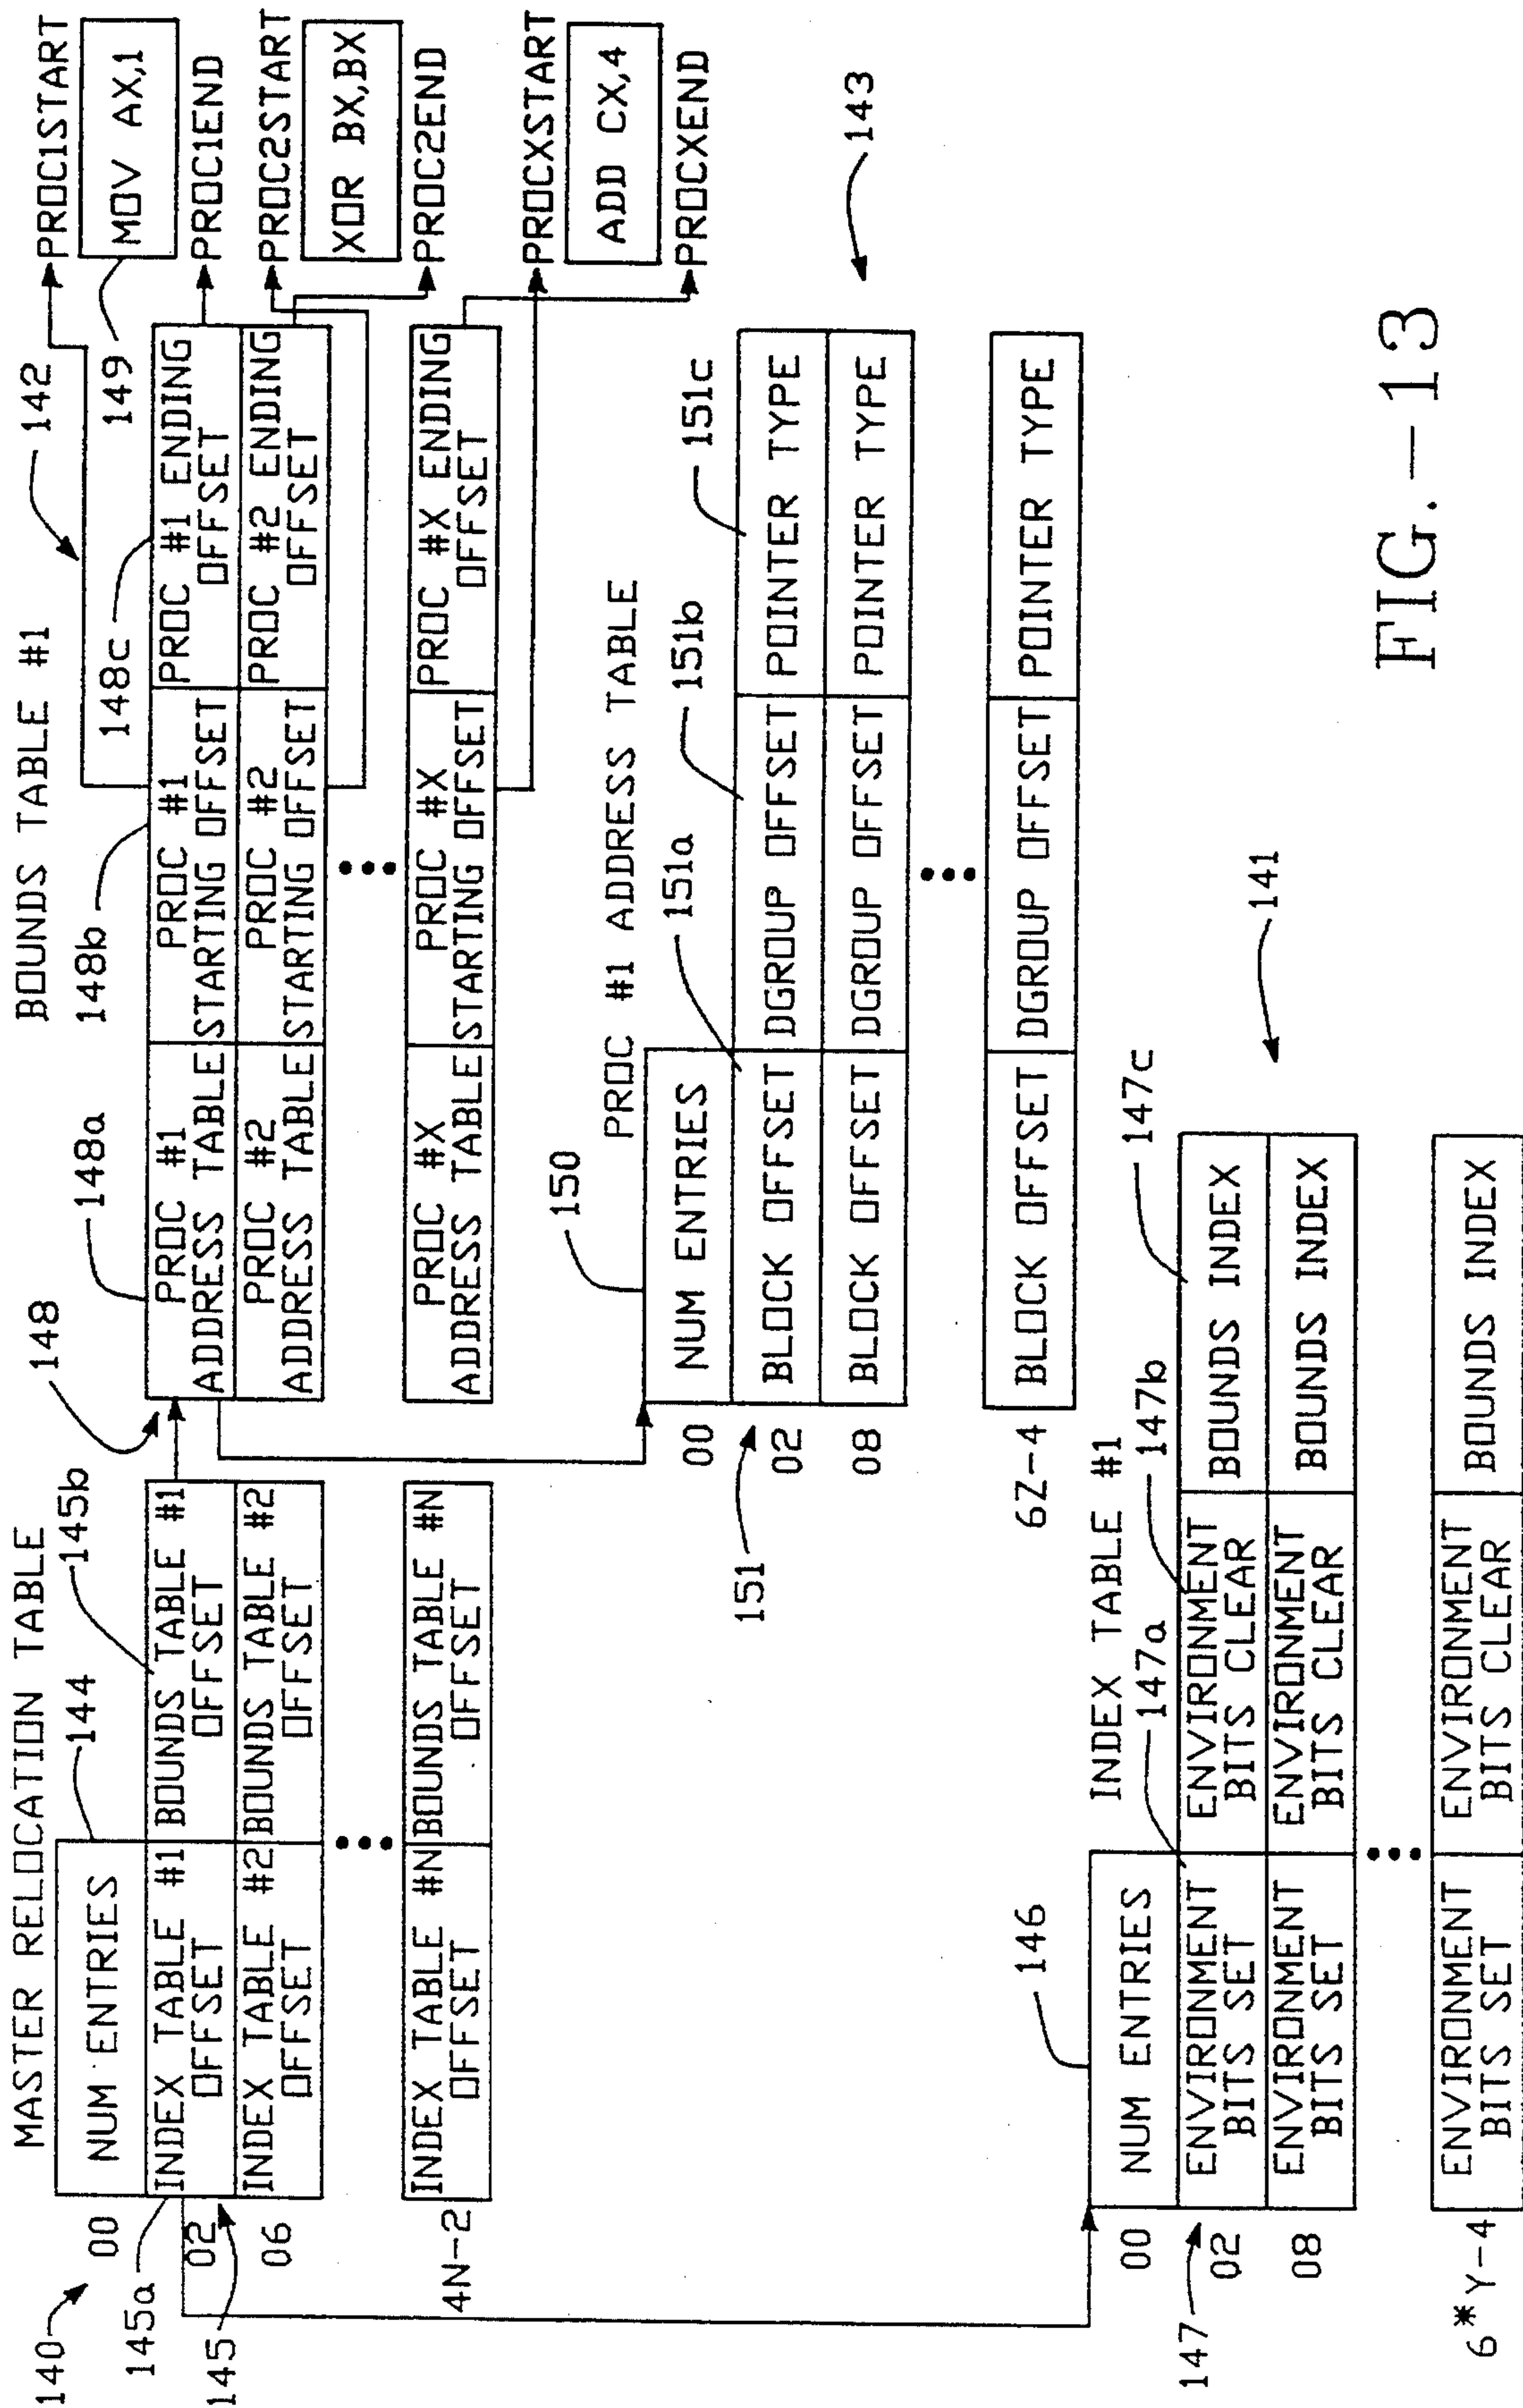 MASTER RELOCATION TABLE
140
144
00
NUM ENTRIES
145a
145b
02
INDEX TABLE #1 OFFSET
BOUNDS TABLE #1 OFFSET
145
06
INDEX TABLE #2 OFFSET
BOUNDS TABLE #2 OFFSET
4N-2
INDEX TABLE #N OFFSET
BOUNDS TABLE #N OFFSET
BOUNDS TABLE #1
142
148
148a
148b
148c
PROC #1 ADDRESS TABLE
PROC #1 STARTING OFFSET
PROC #1 ENDING OFFSET
PROC #2 ADDRESS TABLE
PROC #2 STARTING OFFSET
PROC #2 ENDING OFFSET
PROC #X ADDRESS TABLE
PROC #X STARTING OFFSET
PROC #X ENDING OFFSET
PROC1START
149
MOV AX,1
PROC1END
PROC2START
XOR BX,BX
PROC2END
PROCXSTART
ADD CX,4
PROCXEND
PROC #1 ADDRESS TABLE
143
150
151a
151b
151c
00
NUM ENTRIES
151
02
BLOCK OFFSET
DGROUP OFFSET
POINTER TYPE
08
BLOCK OFFSET
DGROUP OFFSET
POINTER TYPE
6Z-4
BLOCK OFFSET
DGROUP OFFSET
POINTER TYPE
INDEX TABLE #1
141
146
147a
147b
147c
00
NUM ENTRIES
147
02
ENVIRONMENT BITS SET
ENVIRONMENT BITS CLEAR
BOUNDS INDEX
08
ENVIRONMENT BITS SET
ENVIRONMENT BITS CLEAR
BOUNDS INDEX
6*Y-4
ENVIRONMENT BITS SET
ENVIRONMENT BITS CLEAR
BOUNDS INDEX
FIG.-13